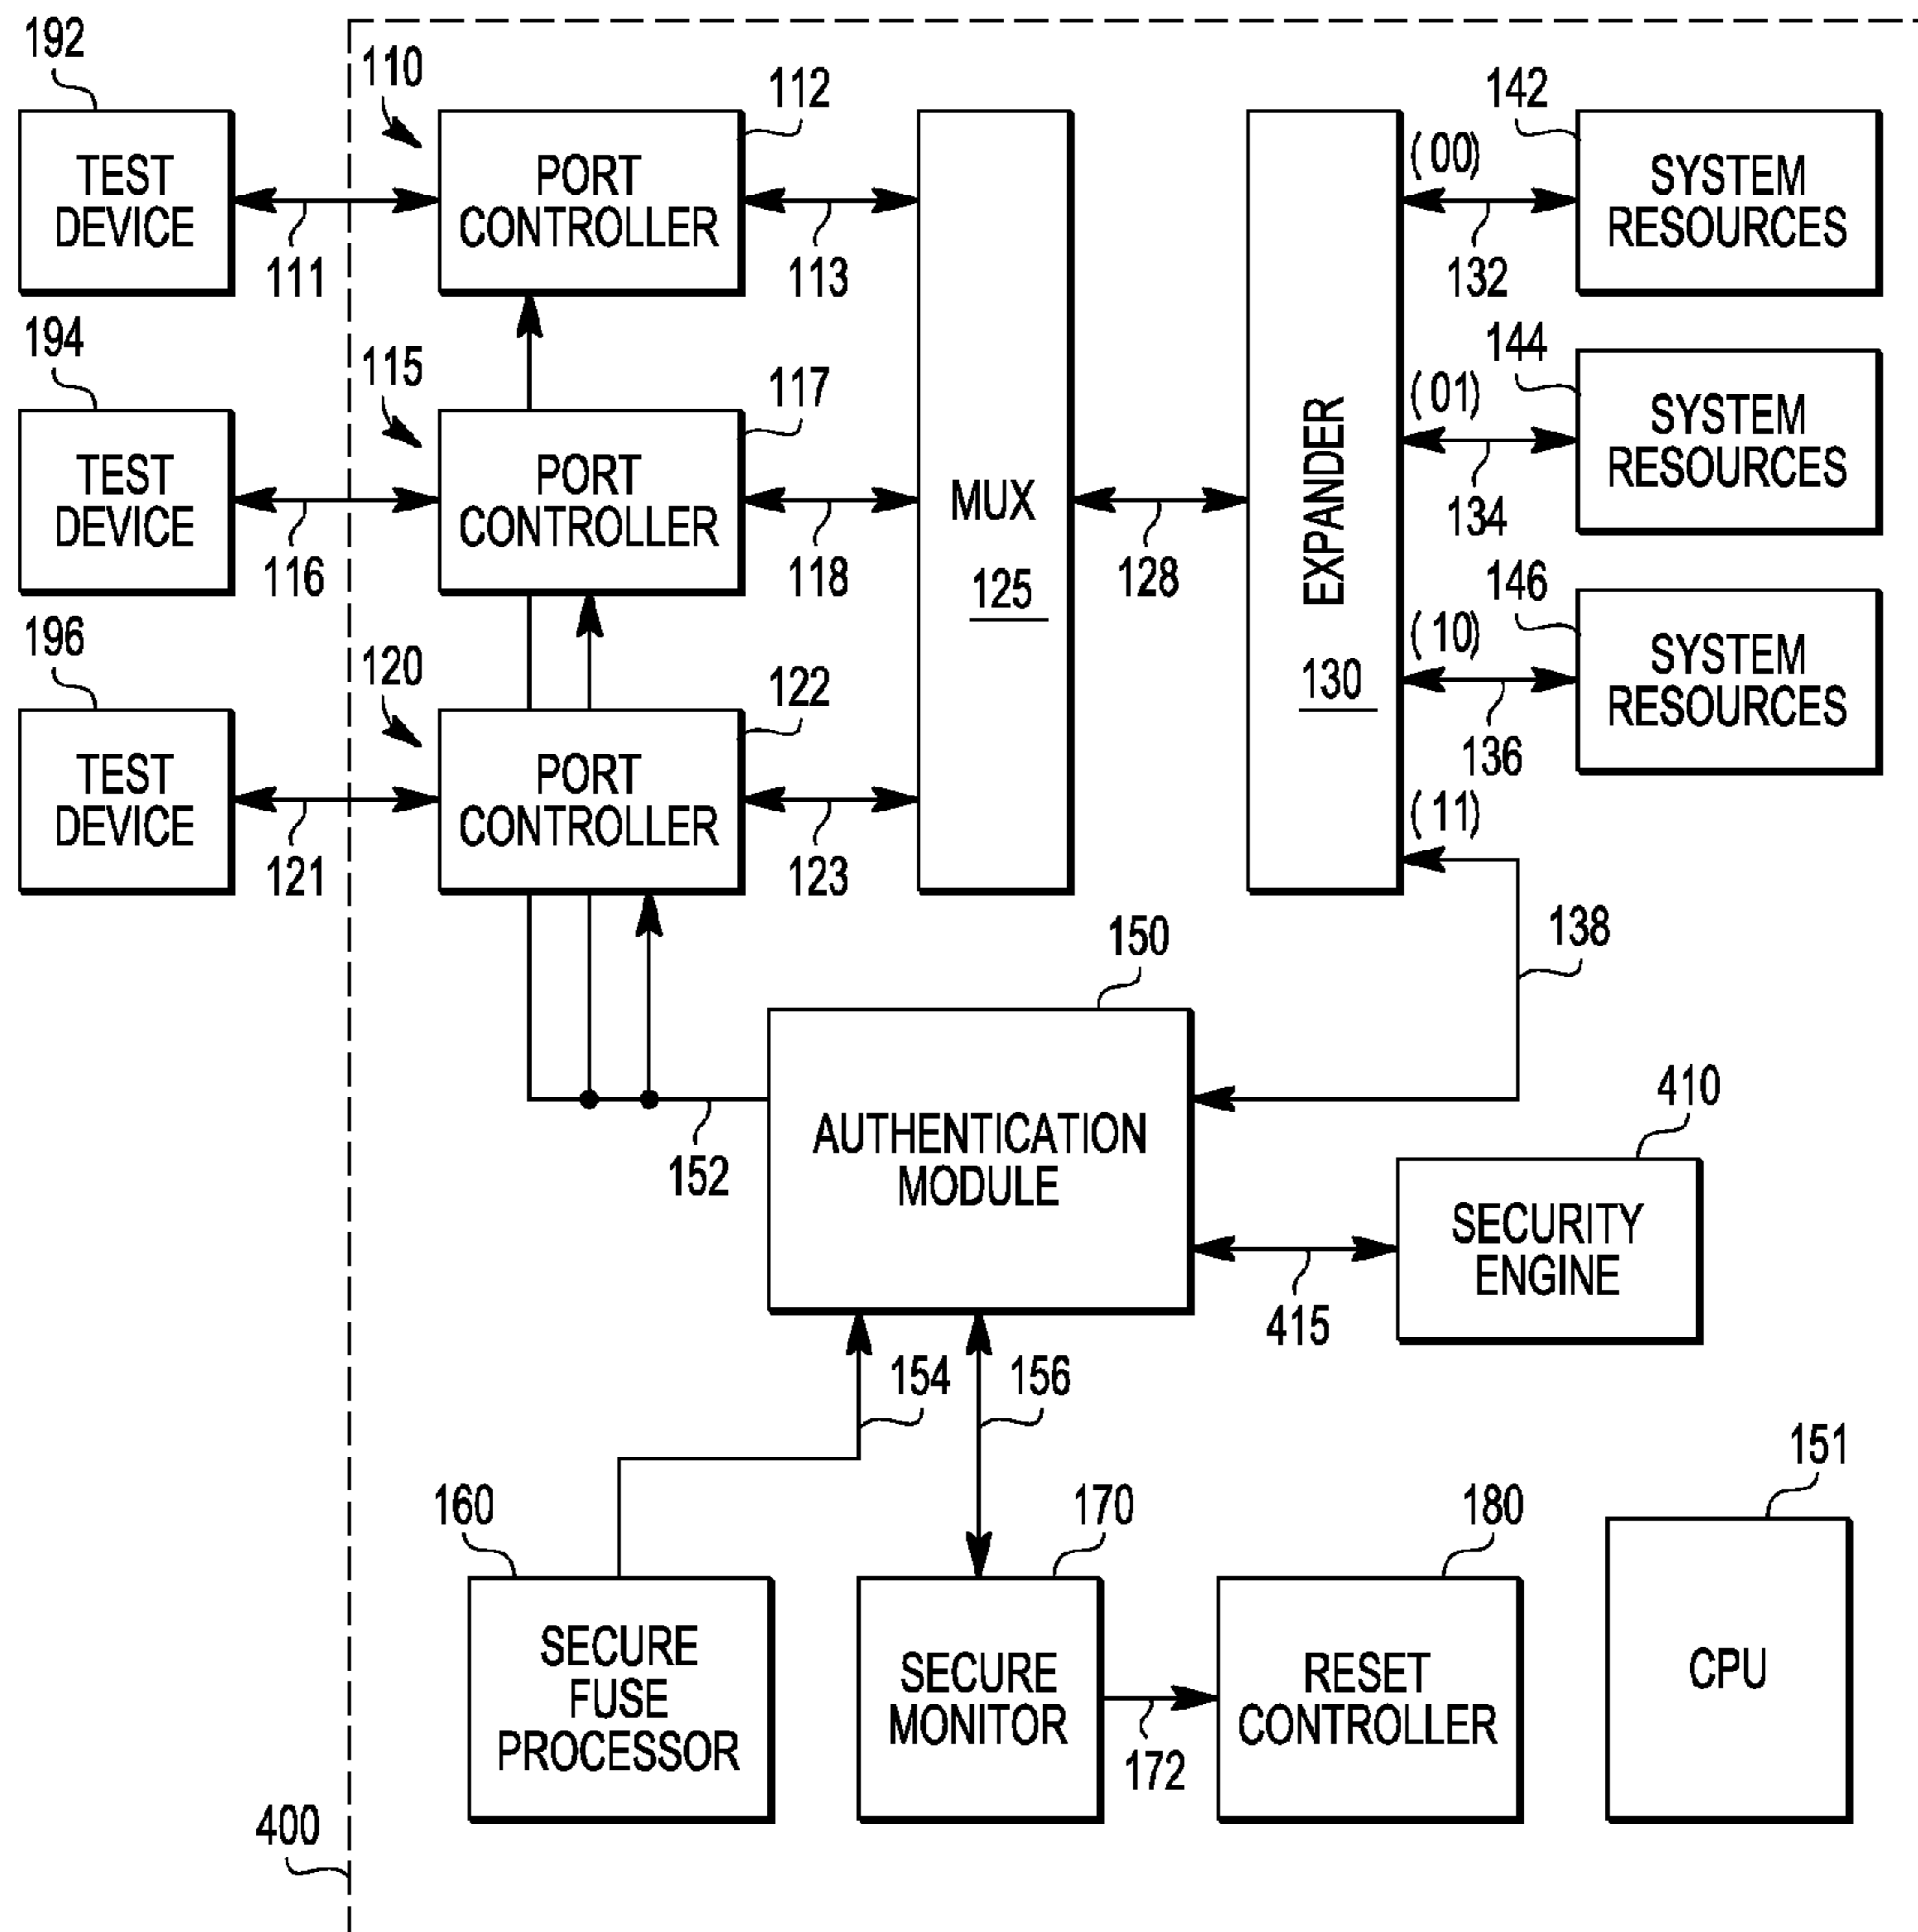 192
110
112
142
TEST
DEVICE
PORT
CONTROLLER
(00)
SYSTEM
RESOURCES
111
113
132
194
115
117
144
TEST
DEVICE
PORT
CONTROLLER
MUX
125
EXPANDER
130
(01)
SYSTEM
RESOURCES
116
118
128
134
196
120
122
146
(10)
SYSTEM
RESOURCES
TEST
DEVICE
PORT
CONTROLLER
136
(11)
121
123
138
150
AUTHENTICATION
MODULE
152
410
SECURITY
ENGINE
415
154
156
151
160
170
180
SECURE
FUSE
PROCESSOR
SECURE
MONITOR
RESET
CONTROLLER
CPU
172
400